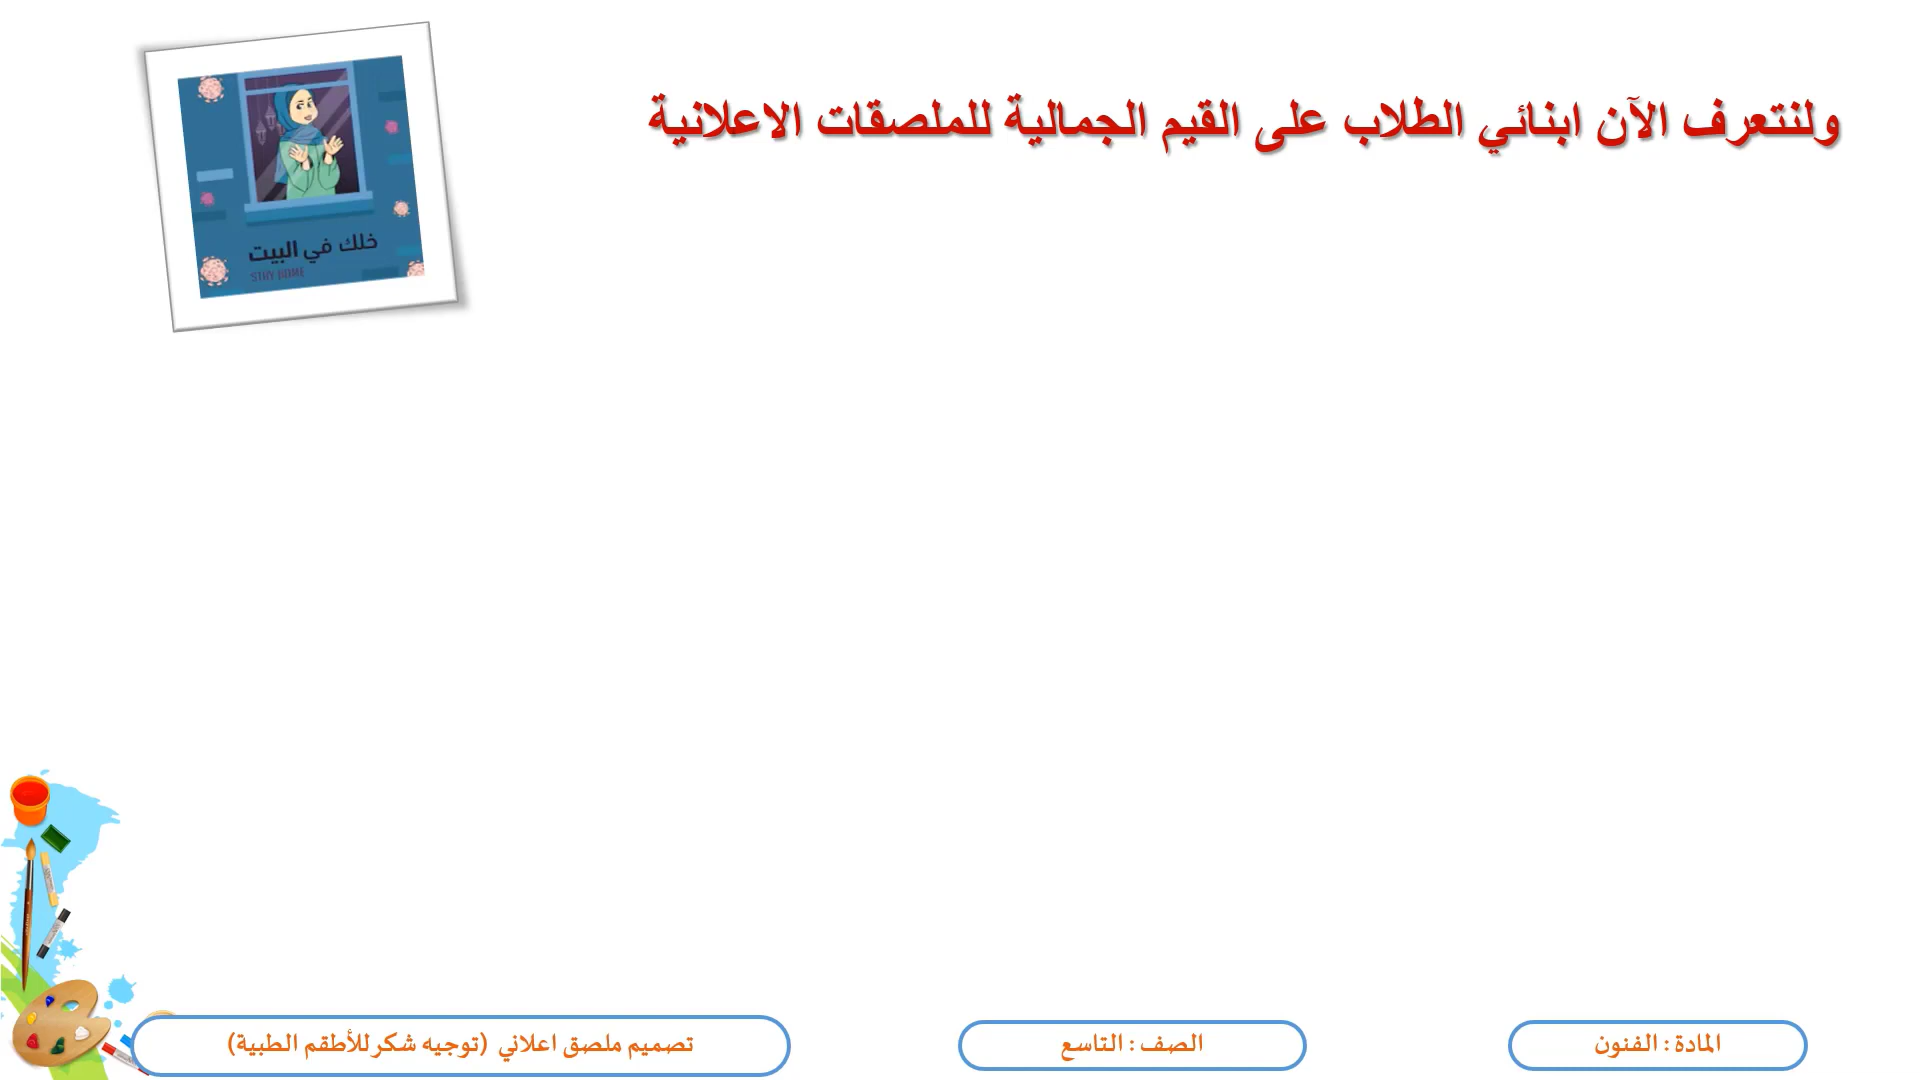 ولنتعرف الآن ابنائي الطلاب على القيم الجمالية للملصقات الاعلانية
خلك في البيت
STAY HOME
المادة : الفنون
الصف : التاسع
تصميم ملصق اعلاني (توجيه شكر للأطقم الطبية)